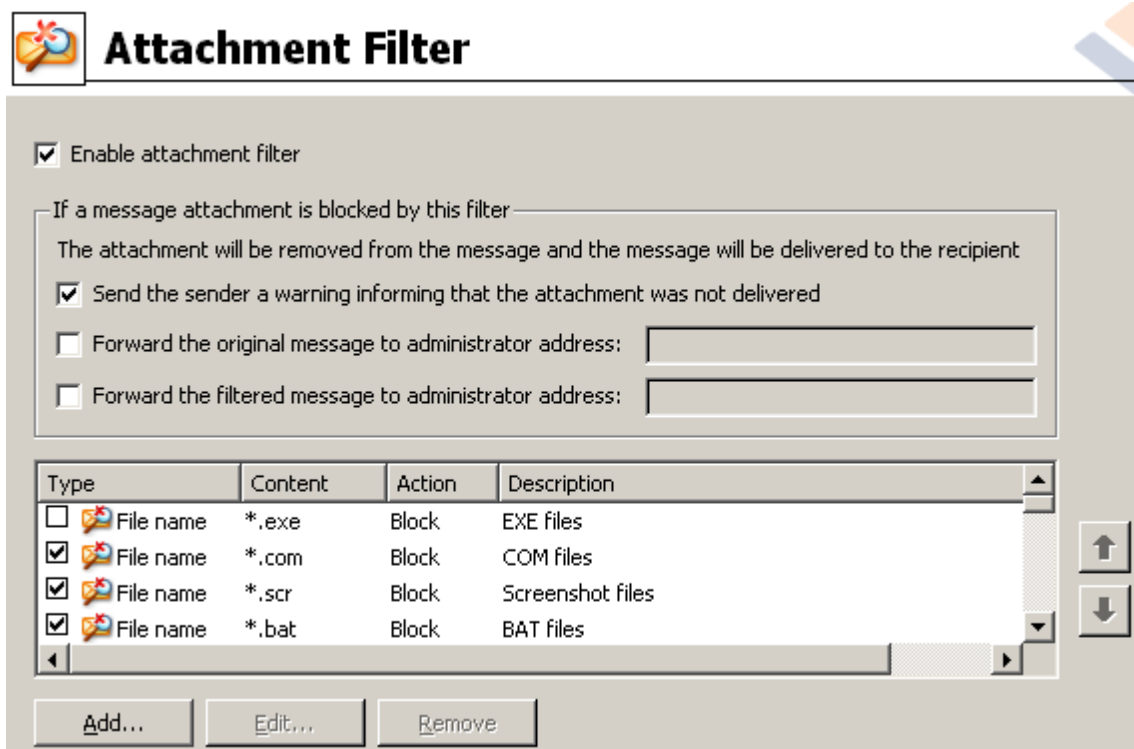 Attachment Filter
Enable attachment filter
If a message attachment is blocked by this filter
The attachment will be removed from the message and the message will be delivered to the recipient
Send the sender a warning informing that the attachment was not delivered
Forward the original message to administrator address:
Forward the filtered message to administrator address:
Type Content Action Description
File name *.exe Block EXE files
File name *.com Block COM files
File name *.scr Block Screenshot files
File name *.bat Block BAT files
Add... Edit... Remove